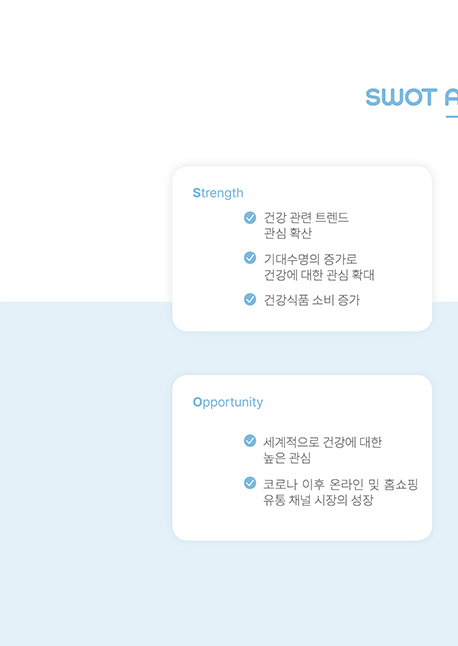 SWOT A
Strength
건강 관련 트렌드
관심 확산
기대수명의 증가로
건강에 대한 관심 확대
건강식품 소비 증가
Opportunity
세계적으로 건강에 대한
높은 관심
코로나 이후 온라인 및 홈쇼핑
유통 채널 시장의 성장